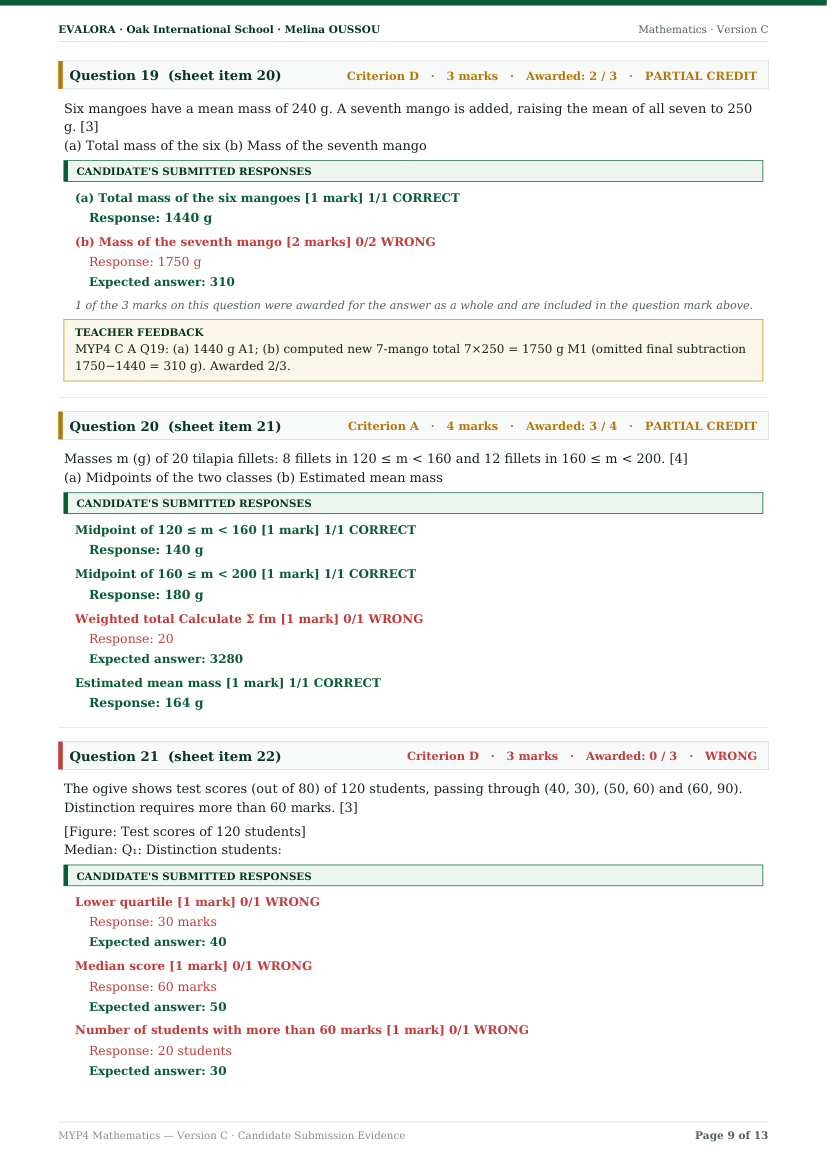 EVALORA · Oak International School · Melina OUSSOU
Mathematics · Version C
Question 19 (sheet item 20)
Criterion D · 3 marks · Awarded: 2 / 3 · PARTIAL CREDIT
Six mangoes have a mean mass of 240 g. A seventh mango is added, raising the mean of all seven to 250
g. [3]
(a) Total mass of the six (b) Mass of the seventh mango
CANDIDATE'S SUBMITTED RESPONSES
(a) Total mass of the six mangoes [1 mark] 1/1 CORRECT
Response: 1440 g
(b) Mass of the seventh mango [2 marks] 0/2 WRONG
Response: 1750 g
Expected answer: 310
1 of the 3 marks on this question were awarded for the answer as a whole and are included in the question mark above.
TEACHER FEEDBACK
MYP4 C A Q19: (a) 1440 g A1; (b) computed new 7-mango total 7×250 = 1750 g M1 (omitted final subtraction
1750−1440 = 310 g). Awarded 2/3.
Question 20 (sheet item 21)
Criterion A · 4 marks · Awarded: 3 / 4 · PARTIAL CREDIT
Masses m (g) of 20 tilapia fillets: 8 fillets in 120 ≤ m < 160 and 12 fillets in 160 ≤ m < 200. [4]
(a) Midpoints of the two classes (b) Estimated mean mass
CANDIDATE'S SUBMITTED RESPONSES
Midpoint of 120 ≤ m < 160 [1 mark] 1/1 CORRECT
Response: 140 g
Midpoint of 160 ≤ m < 200 [1 mark] 1/1 CORRECT
Response: 180 g
Weighted total Calculate Σ fm [1 mark] 0/1 WRONG
Response: 20
Expected answer: 3280
Estimated mean mass [1 mark] 1/1 CORRECT
Response: 164 g
Question 21 (sheet item 22)
Criterion D · 3 marks · Awarded: 0 / 3 · WRONG
The ogive shows test scores (out of 80) of 120 students, passing through (40, 30), (50, 60) and (60, 90).
Distinction requires more than 60 marks. [3]
[Figure: Test scores of 120 students]
Median: Q₁: Distinction students:
CANDIDATE'S SUBMITTED RESPONSES
Lower quartile [1 mark] 0/1 WRONG
Response: 30 marks
Expected answer: 40
Median score [1 mark] 0/1 WRONG
Response: 60 marks
Expected answer: 50
Number of students with more than 60 marks [1 mark] 0/1 WRONG
Response: 20 students
Expected answer: 30
MYP4 Mathematics — Version C · Candidate Submission Evidence
Page 9 of 13